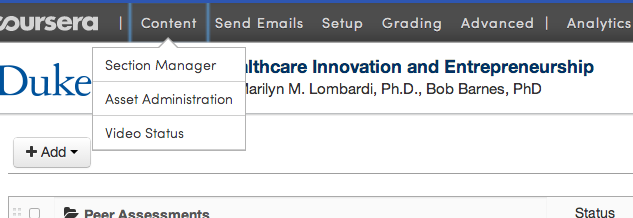 oursera | Content Send Emails Setup Grading Advanced | Analytics
Section Manager
Asset Administration
Video Status
Duke
althcare Innovation and Entrepreneurship
Marilyn M. Lombardi, Ph.D., Bob Barnes, PhD
+ Add
Peer Assessments Status